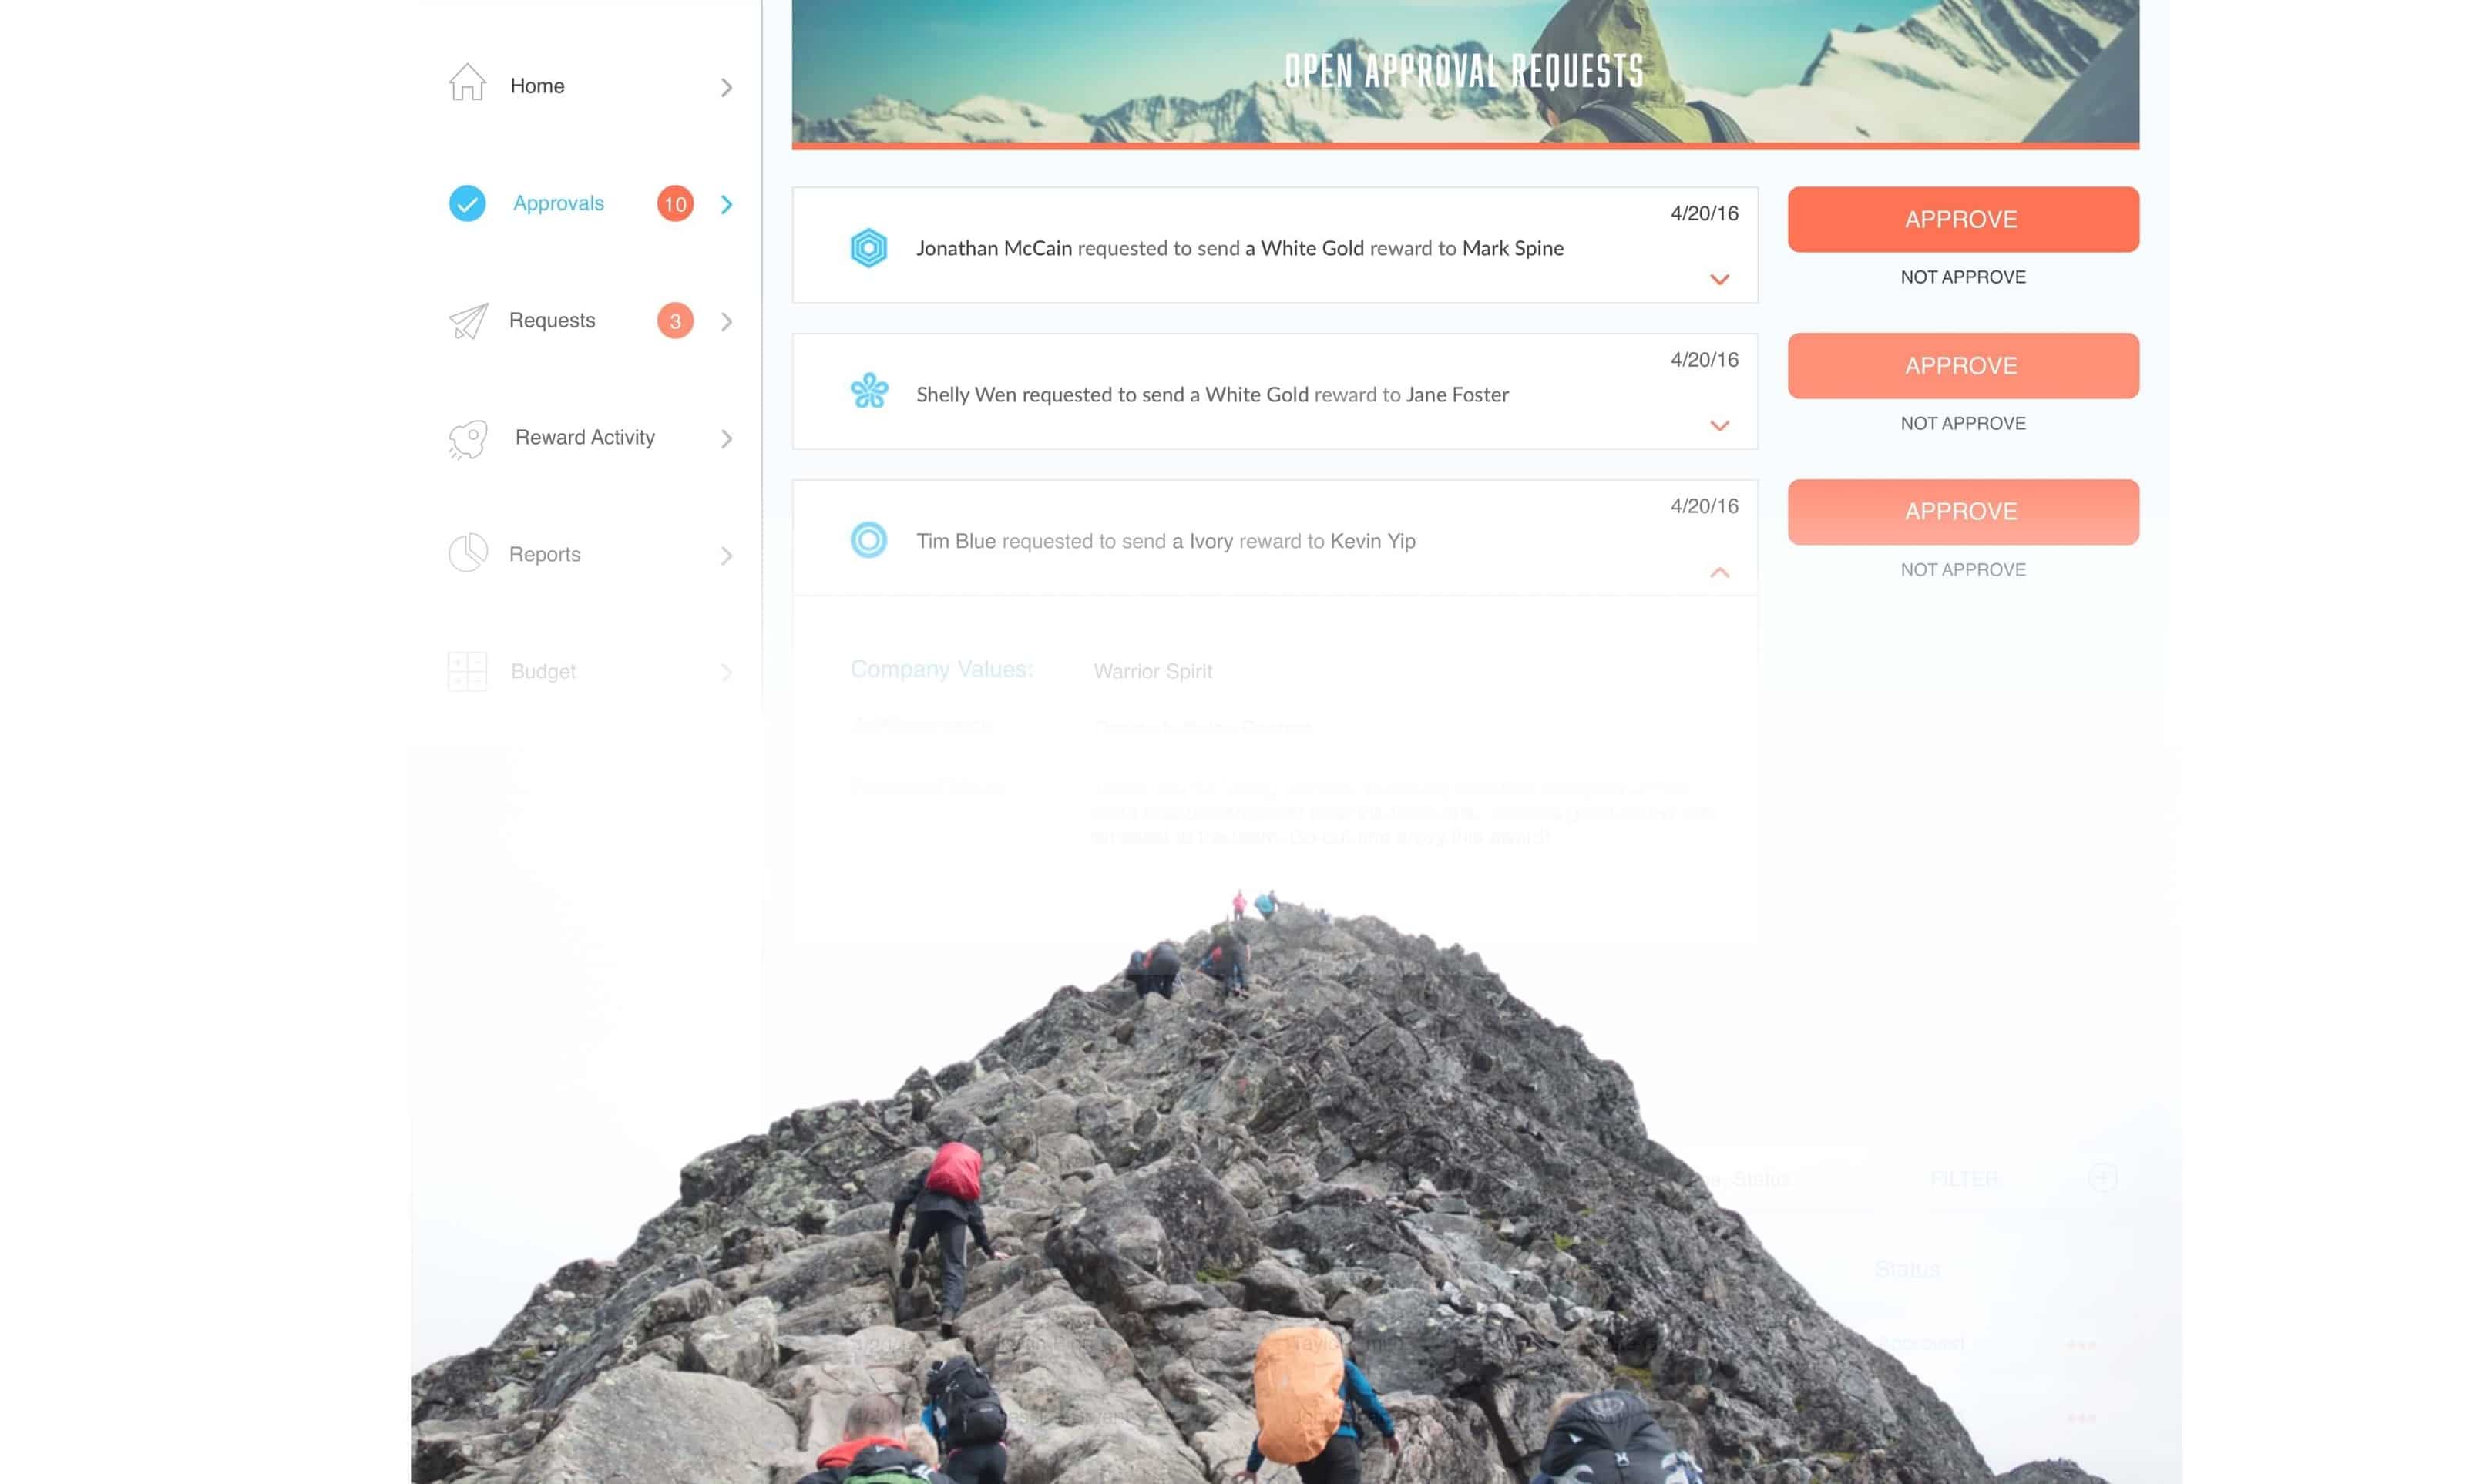 OPEN APPROVAL REQUESTS
Home
Approvals 10
Requests 3
Reward Activity
Reports
Budget
4/20/16
Jonathan McCain requested to send a White Gold reward to Mark Spine
APPROVE
NOT APPROVE
4/20/16
Shelly Wen requested to send a White Gold reward to Jane Foster
APPROVE
NOT APPROVE
4/20/16
Tim Blue requested to send a Ivory reward to Kevin Yip
APPROVE
NOT APPROVE
Company Values: Warrior Spirit
Status
FILTER
Status